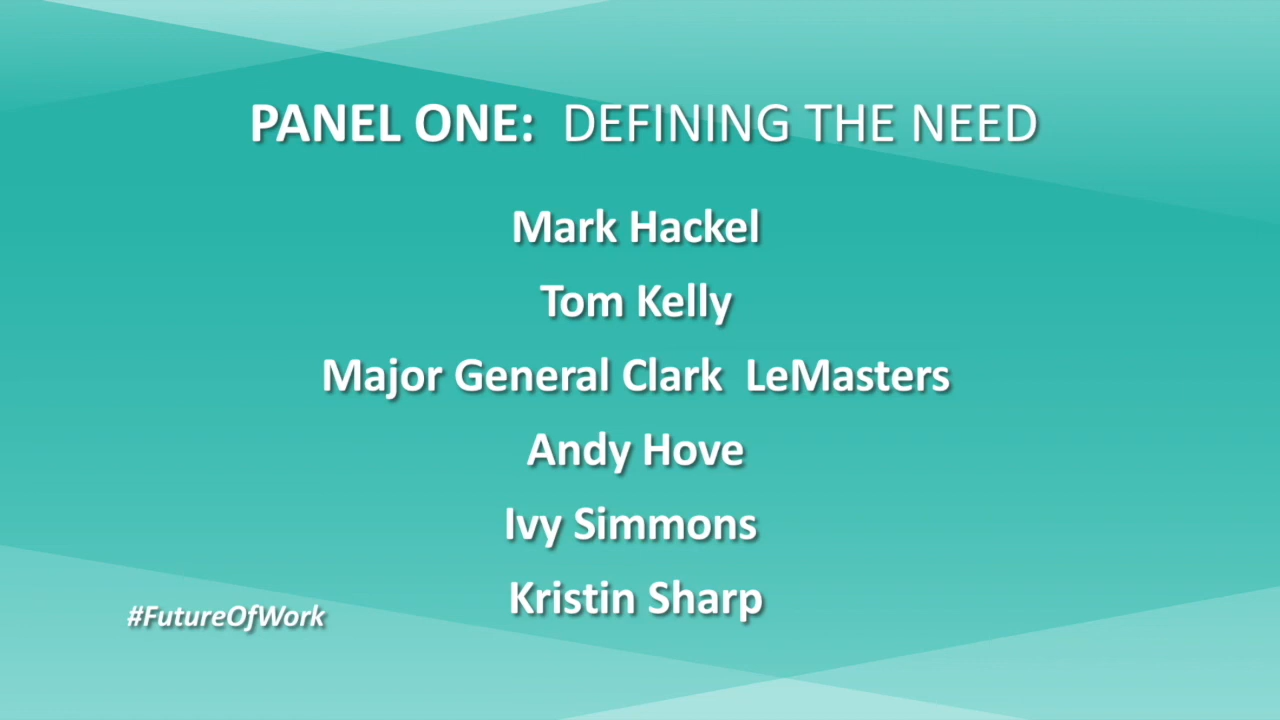 PANEL ONE: DEFINING THE NEED
Mark Hackel
Tom Kelly
Major General Clark LeMasters
Andy Hove
Ivy Simmons
Kristin Sharp
#FutureOfWork